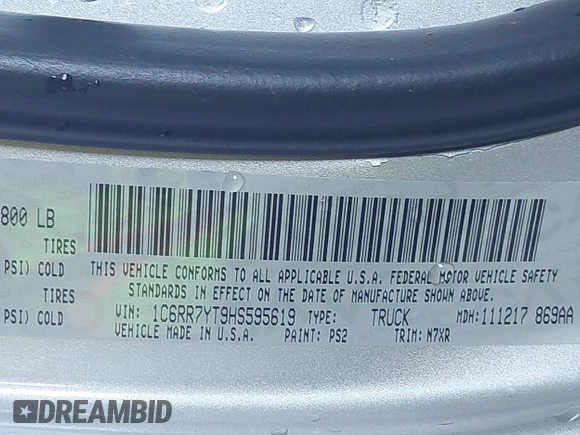 800 LB
TIRES
PSI) COLD
TIRES
PSI) COLD
THIS VEHICLE CONFORMS TO ALL APPLICABLE U.S.A. FEDERAL MOTOR VEHICLE SAFETY
STANDARDS IN EFFECT ON THE DATE OF MANUFACTURE SHOWN ABOVE
VIN: 1C6RR7YT9HS595619 TYPE: TRUCK MDH: 111217 869AA
VEHICLE MADE IN U.S.A. PAINT: PS2 TRIM: N7XR
DREAMBID